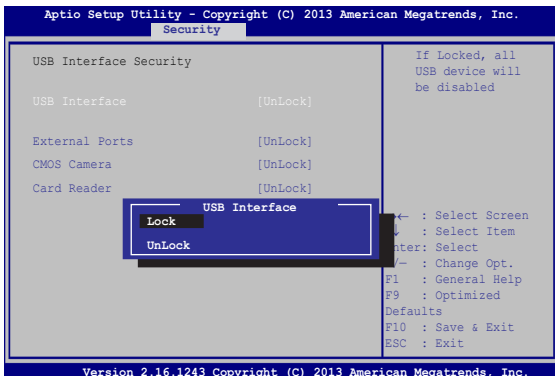 Aptio Setup Utility - Copyright (C) 2013 American Megatrends, Inc.
Security
USB Interface Security
USB Interface [UnLock]
External Ports [UnLock]
CMOS Camera [UnLock]
Card Reader [UnLock]
USB Interface
Lock
UnLock
If Locked, all
USB device will
be disabled
→← : Select Screen
↓ : Select Item
nter: Select
/— : Change Opt.
F1 : General Help
F9 : Optimized
Defaults
F10 : Save & Exit
ESC : Exit
Version 2.16.1243 Copyright (C) 2013 American Megatrends, Inc.